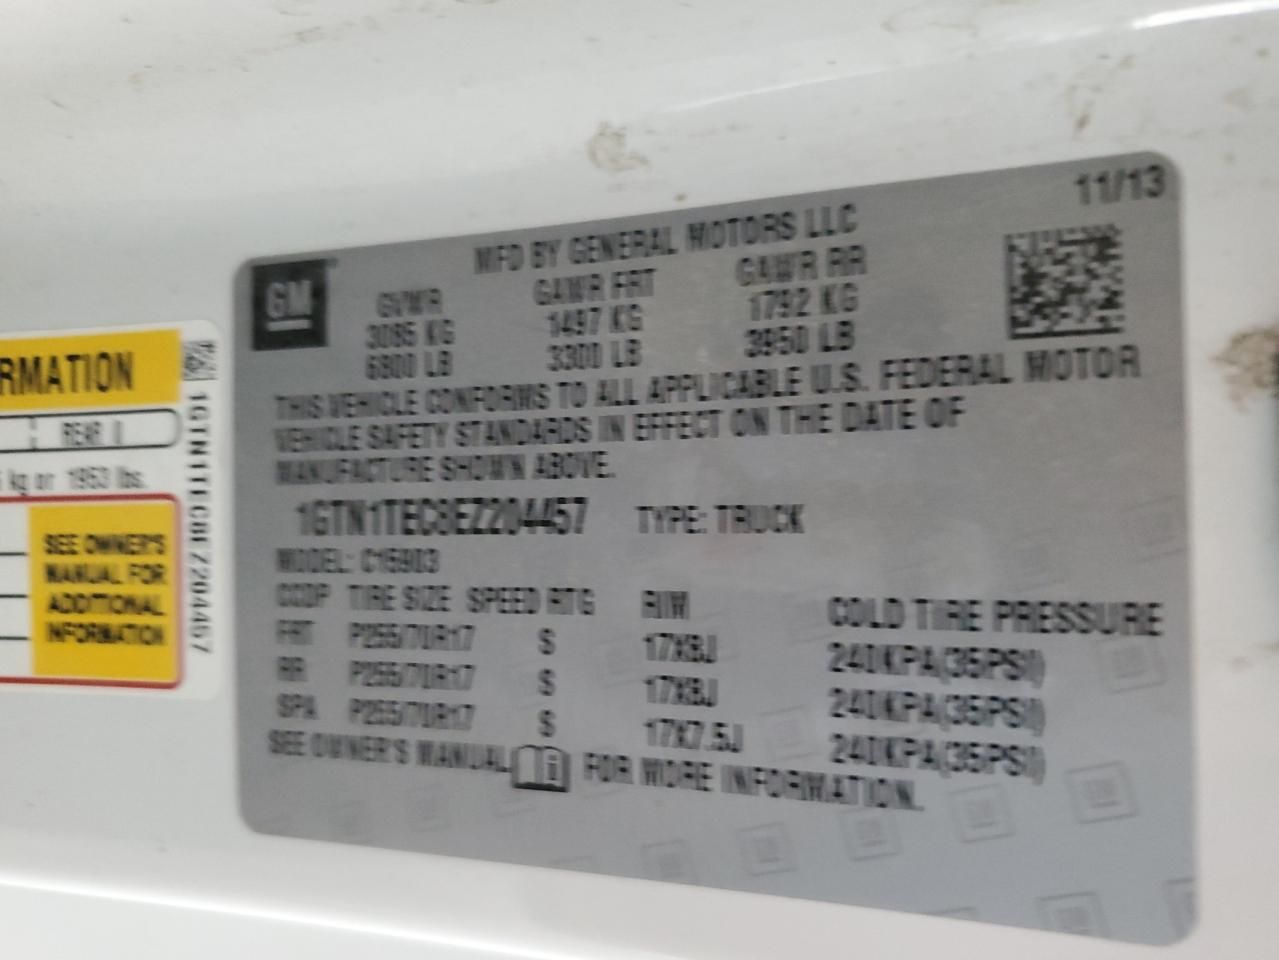 11/13
MFD BY GENERAL MOTORS LLC
GM
GVWR GAWR FRT GAWR RR
3085 KG 1497 KG 1792 KG
6800 LB 3300 LB 3950 LB
THIS VEHICLE CONFORMS TO ALL APPLICABLE U.S. FEDERAL MOTOR
VEHICLE SAFETY STANDARDS IN EFFECT ON THE DATE OF
MANUFACTURE SHOWN ABOVE.
1GTN1TEC8EZ204457 TYPE: TRUCK
MODEL: C15903
CCDP TIRE SIZE SPEED RTG RIM COLD TIRE PRESSURE
FRT P255/70R17 S 17X8J 240KPA(35PSI)
RR P255/70R17 S 17X8J 240KPA(35PSI)
SPA P255/70R17 S 17X7.5J 240KPA(35PSI)
SEE OWNER'S MANUAL FOR MORE INFORMATION.
RMATION
REAR 0
kg or 1953 lbs.
SEE OWNER'S
MANUAL FOR
ADDITIONAL
INFORMATION
1GTN1TEC8EZ204457